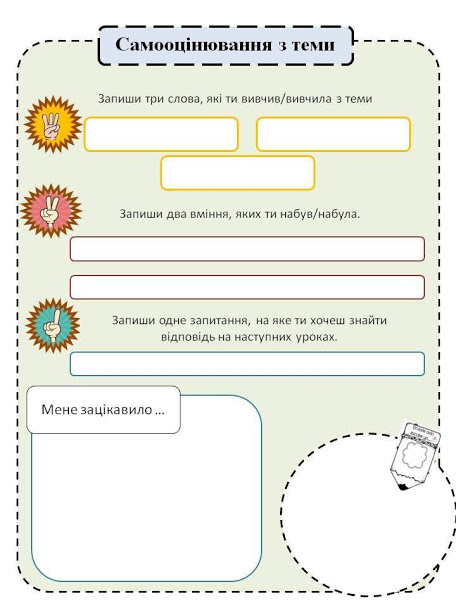 Самооцінювання з теми
Запиши три слова, які ти вивчив/вивчила з теми
Запиши два вміння, яких ти набув/набула.
Запиши одне запитання, на яке ти хочеш знайти
відповідь на наступних уроках.
Мене зацікавило ...